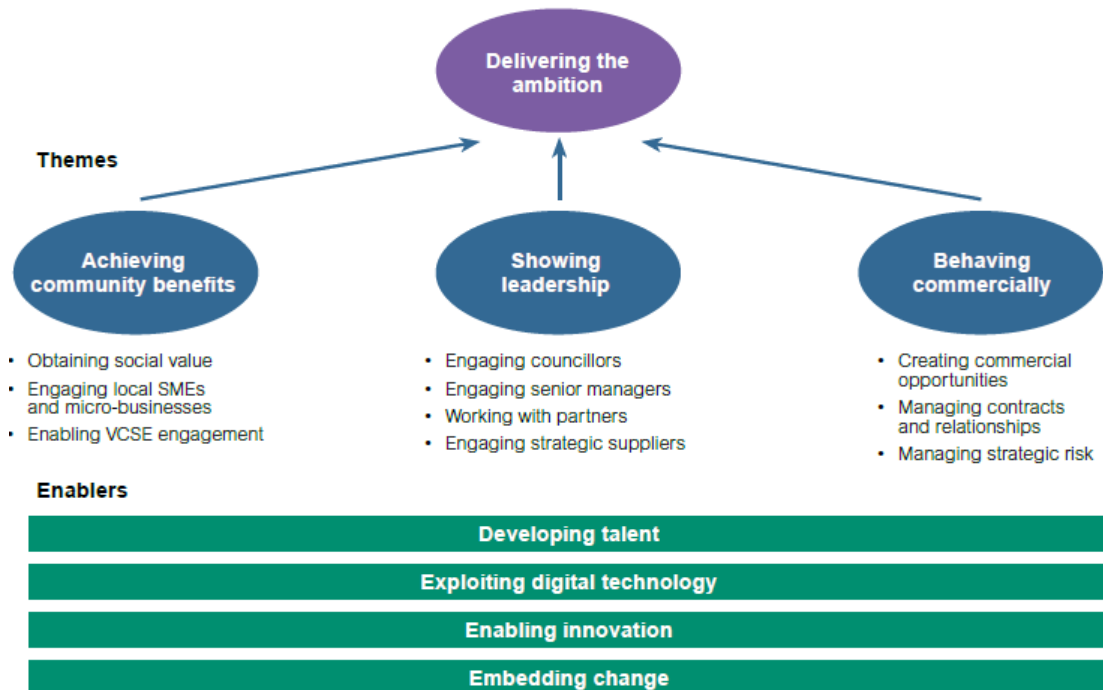 Delivering the
ambition
Themes
Achieving
community benefits
Showing
leadership
Behaving
commercially
• Obtaining social value
• Engaging local SMEs
and micro-businesses
• Enabling VCSE engagement
• Engaging councillors
• Engaging senior managers
• Working with partners
• Engaging strategic suppliers
• Creating commercial
opportunities
• Managing contracts
and relationships
• Managing strategic risk
Enablers
Developing talent
Exploiting digital technology
Enabling innovation
Embedding change